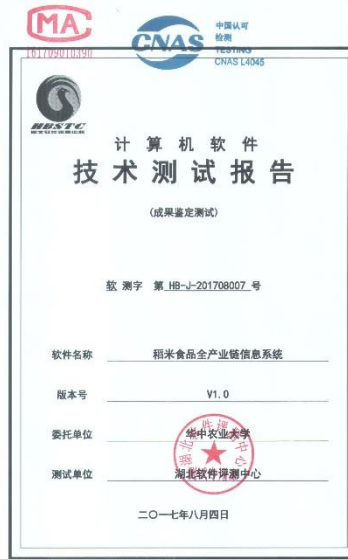 MA
161709010390
CNAS
中国认可
检测
TESTING
CNAS L4045
HBSTC
计算机软件
技术测试报告
(成果鉴定测试)
软 测字 第 HB-J-201708007 号
软件名称 稻米食品全产业链信息系统
版本号 V1.0
委托单位 华中农业大学
测试单位 湖北软件评测中心
二〇一七年八月四日